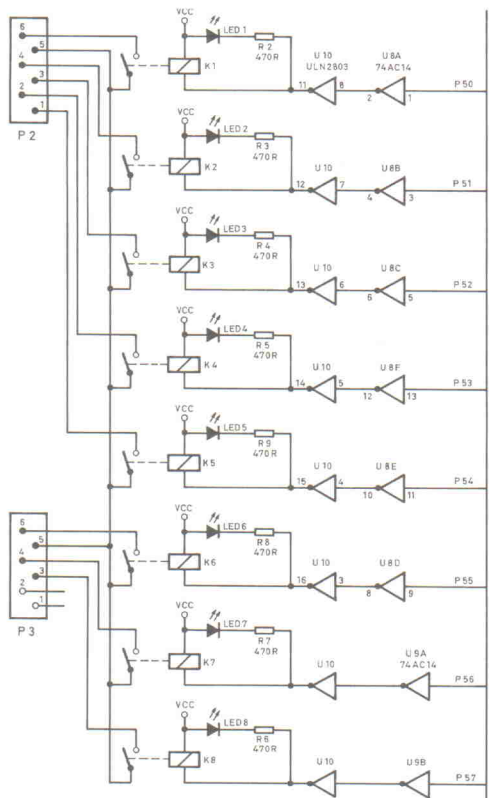 VCC
6
5
4
3
2
1
P 2
LED 1
R 2
470R
K1
U 10
ULN2803
11
8
U 8A
74AC14
2
1
P 50
VCC
LED2
R 3
470R
K2
U 10
12
7
U 8B
4
3
P 51
VCC
LED3
R 4
470R
K3
U 10
13
6
U 8C
6
5
P 52
VCC
LED4
R 5
470R
K4
U 10
14
5
U 8F
12
13
P 53
VCC
LED5
R 9
470R
K5
U 10
15
4
U 8E
10
11
P 54
VCC
6
5
4
3
2
1
P 3
LED6
R 8
470R
K6
U 10
16
3
U 8D
8
9
P 55
VCC
LED7
R 7
470R
K7
U 10
U 9A
74AC14
P 56
VCC
LED8
R 6
470R
K8
U 10
U 9B
P 57